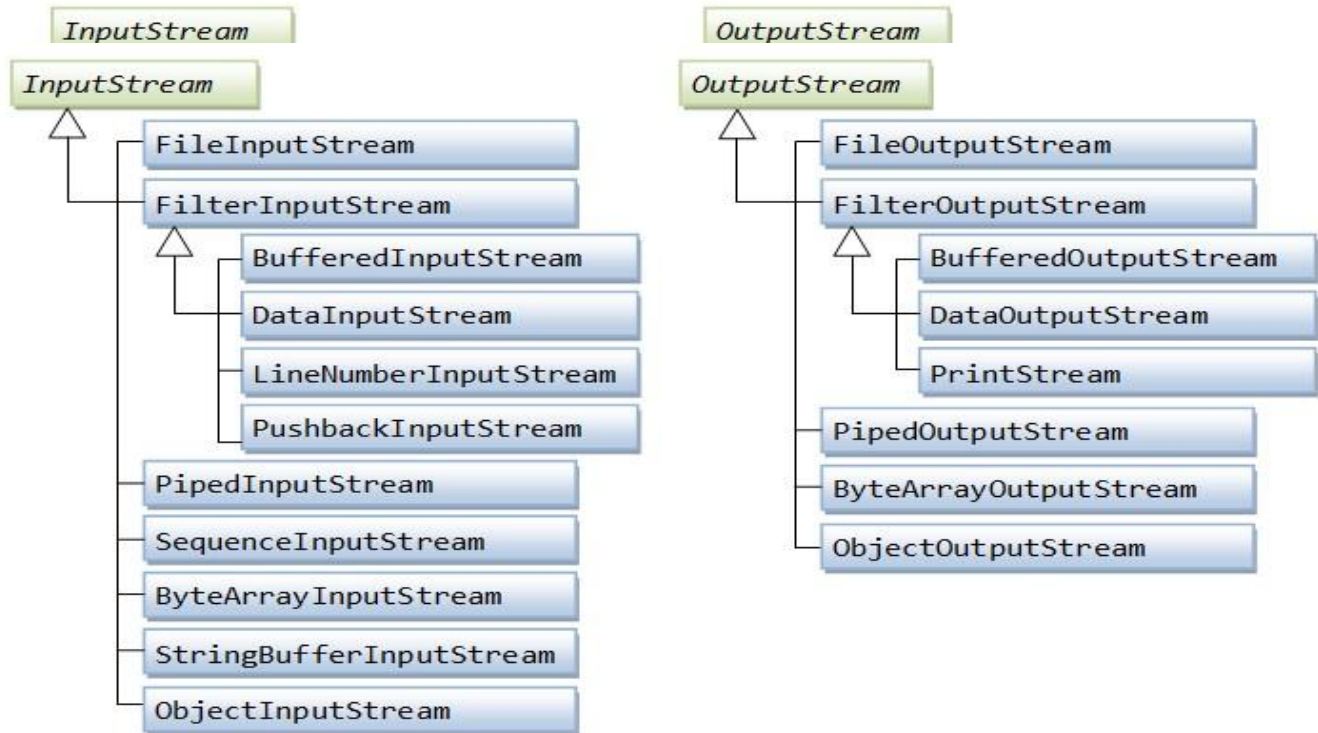 InputStream
OutputStream
InputStream
FileInputStream
FilterInputStream
BufferedInputStream
DataInputStream
LineNumberInputStream
PushbackInputStream
PipedInputStream
SequenceInputStream
ByteArrayInputStream
StringBufferInputStream
ObjectInputStream
OutputStream
FileOutputStream
FilterOutputStream
BufferedOutputStream
DataOutputStream
PrintStream
PipedOutputStream
ByteArrayOutputStream
ObjectOutputStream